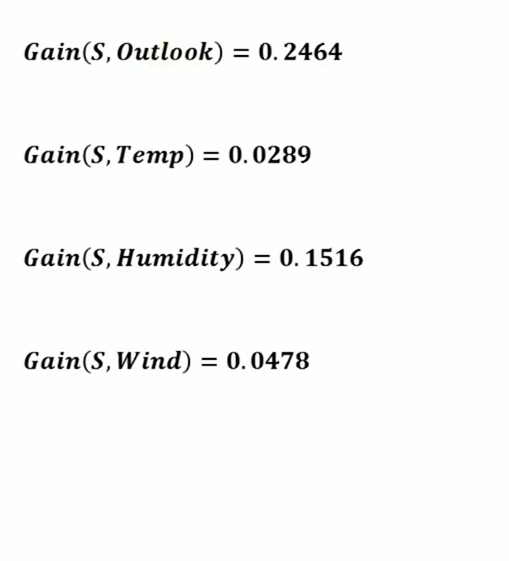 Gain(S, Outlook) = 0.2464
Gain(S, Temp) = 0.0289
Gain(S, Humidity) = 0.1516
Gain(S, Wind) = 0.0478